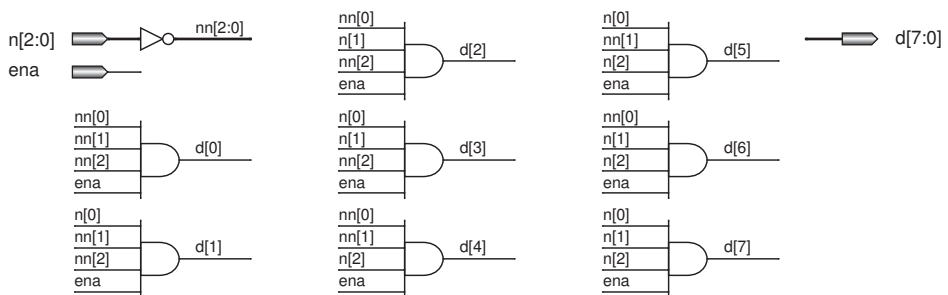 n[2:0]
nn[2:0]
ena
nn[0]
n[1]
nn[2]
ena
d[2]
n[0]
nn[1]
n[2]
ena
d[5]
d[7:0]
nn[0]
nn[1]
nn[2]
ena
d[0]
n[0]
n[1]
nn[2]
ena
d[3]
nn[0]
n[1]
n[2]
ena
d[6]
n[0]
nn[1]
nn[2]
ena
d[1]
nn[0]
nn[1]
n[2]
ena
d[4]
n[0]
n[1]
n[2]
ena
d[7]